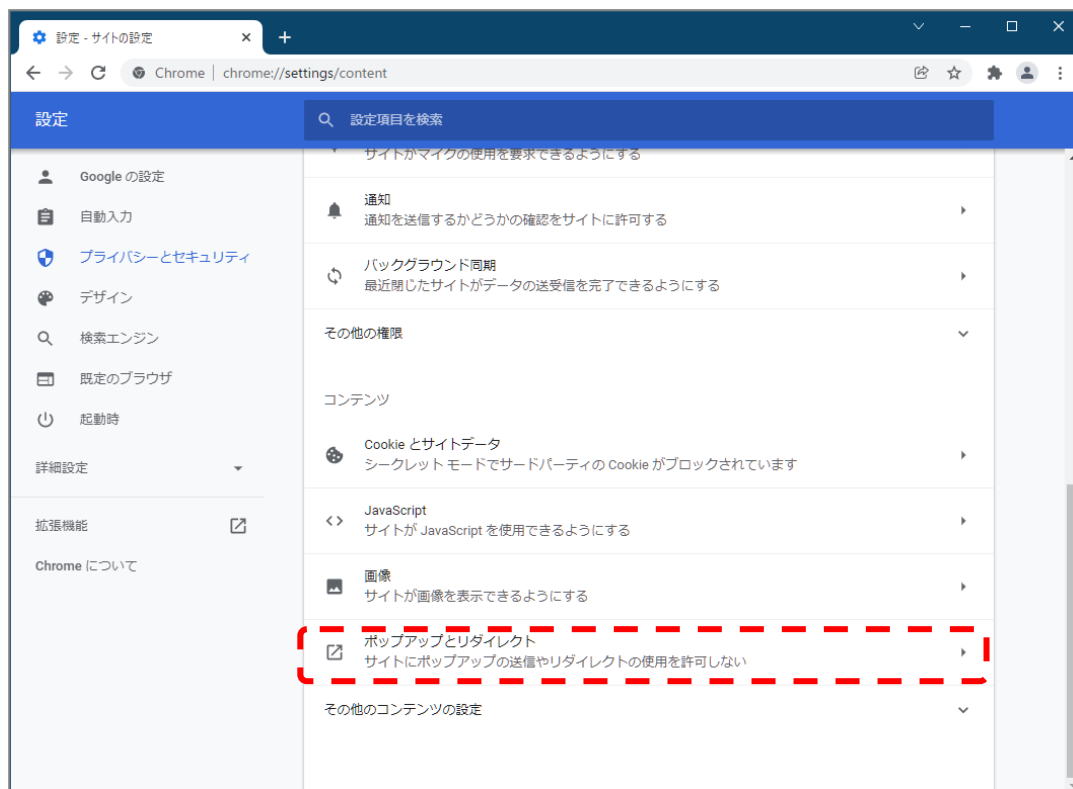 設定 - サイトの設定
Chrome | chrome://settings/content
設定
設定項目を検索
Google の設定
自動入力
プライバシーとセキュリティ
デザイン
検索エンジン
既定のブラウザ
起動時
詳細設定
拡張機能
Chrome について
サイトがマイクの使用を要求できるようにする
通知
通知を送信するかどうかの確認をサイトに許可する
バックグラウンド同期
最近閉じたサイトがデータの送受信を完了できるようにする
その他の権限
コンテンツ
Cookie とサイトデータ
シークレット モードでサードパーティの Cookie がブロックされています
JavaScript
サイトが JavaScript を使用できるようにする
画像
サイトが画像を表示できるようにする
ポップアップとリダイレクト
サイトにポップアップの送信やリダイレクトの使用を許可しない
その他のコンテンツの設定